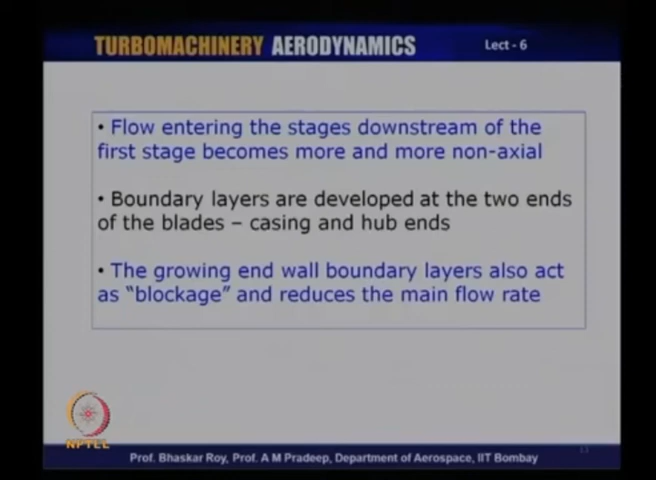 TURBOMACHINERY AERODYNAMICS
Lect - 6
• Flow entering the stages downstream of the
first stage becomes more and more non-axial
• Boundary layers are developed at the two ends
of the blades – casing and hub ends
• The growing end wall boundary layers also act
as “blockage” and reduces the main flow rate
NPTEL
Prof. Bhaskar Roy, Prof. A M Pradeep, Department of Aerospace, IIT Bombay
13